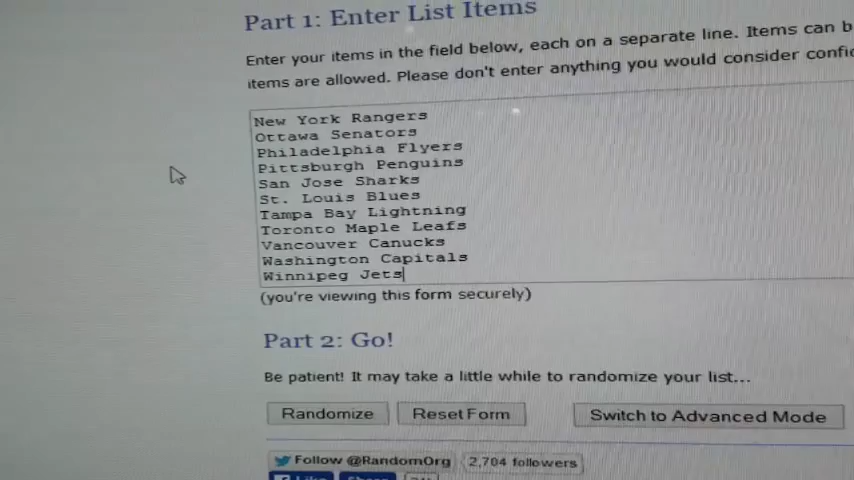 Part 1: Enter List Items
Enter your items in the field below, each on a separate line. Items can b
items are allowed. Please don't enter anything you would consider confid
New York Rangers
Ottawa Senators
Philadelphia Flyers
Pittsburgh Penguins
San Jose Sharks
St. Louis Blues
Tampa Bay Lightning
Toronto Maple Leafs
Vancouver Canucks
Washington Capitals
Winnipeg Jets
(you're viewing this form securely)
Part 2: Go!
Be patient! It may take a little while to randomize your list...
Randomize Reset Form Switch to Advanced Mode
Follow @RandomOrg 2,704 followers
Like Share